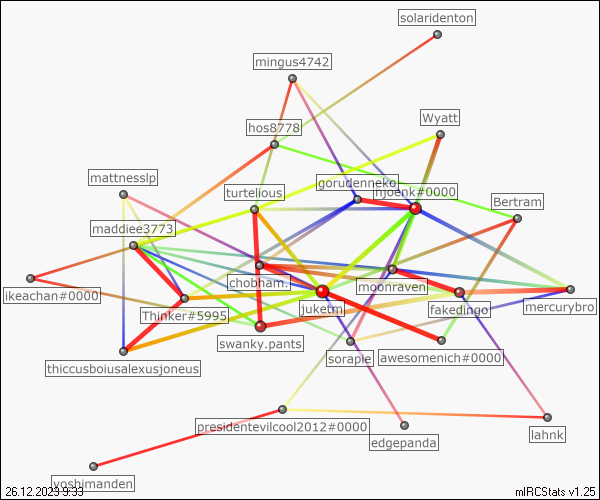 solaridenton
mingus4742
hos8778
Wyatt
mattnesslp
gorudenneko
njoenk#0000
turtelious
Bertram
maddiee3773
chobham.
moonraven
ikeachan#0000
Thinker#5995
juketm
fakedingo
mercurybro
swanky.pants
sorapie
awesomenich#0000
thiccusboiusalexusjoneus
presidentevilcool2012#0000
edgepanda
lahnk
yoshimanden
26.12.2023 9:33
mIRCStats v1.25